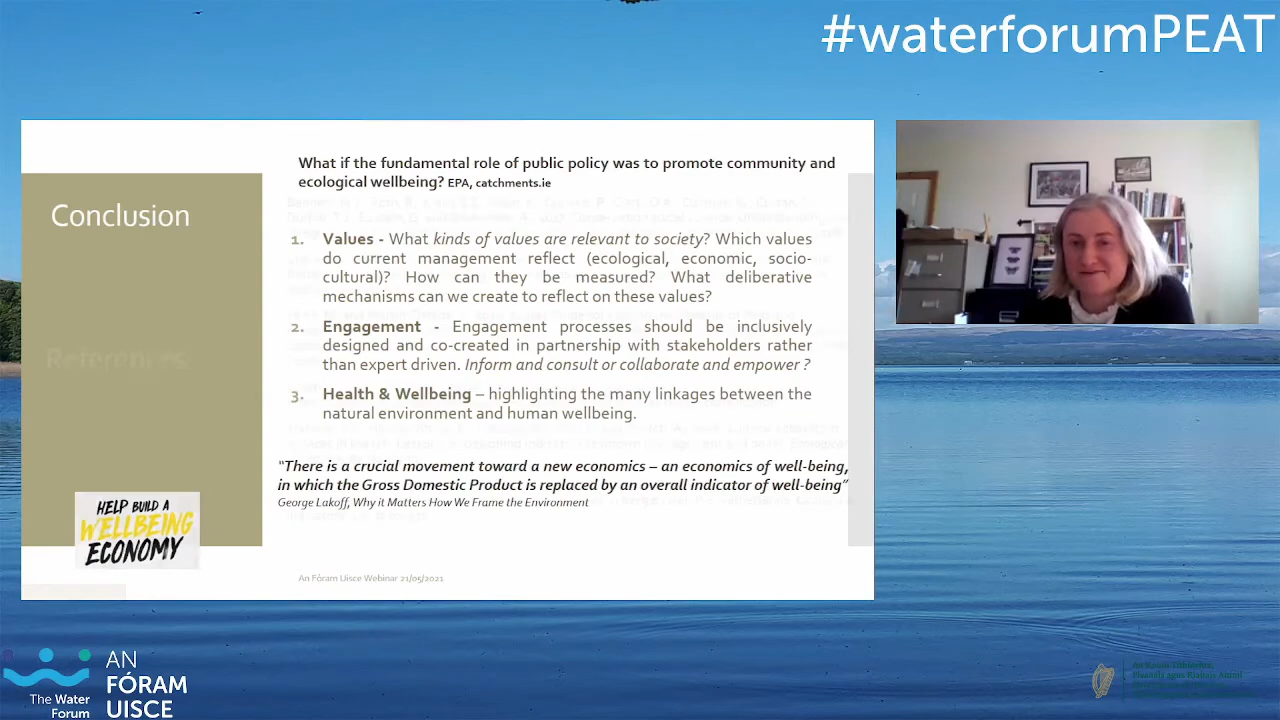 #waterforumPEAT
Conclusion
References
What if the fundamental role of public policy was to promote community and
ecological wellbeing? EPA, catchments.ie
1. Values - What kinds of values are relevant to society? Which values
do current management reflect (ecological, economic, socio-
cultural)? How can they be measured? What deliberative
mechanisms can we create to reflect on these values?
2. Engagement - Engagement processes should be inclusively
designed and co-created in partnership with stakeholders rather
than expert driven. Inform and consult or collaborate and empower ?
3. Health & Wellbeing – highlighting the many linkages between the
natural environment and human wellbeing.
“There is a crucial movement toward a new economics – an economics of well-being,
in which the Gross Domestic Product is replaced by an overall indicator of well-being”
George Lakoff, Why it Matters How We Frame the Environment
HELP BUILD A
WELLBEING
ECONOMY
An Fóram Uisce Webinar 21/05/2021
The Water
Forum
AN
FÓRAM
UISCE